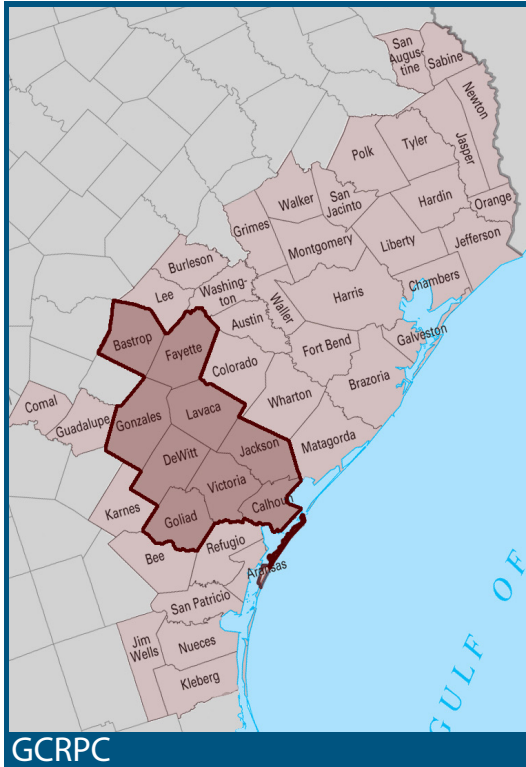 San
Augus-
tine
Sabine
Newton
Jasper
Polk
Tyler
Walker
San
Jacinto
Hardin
Orange
Grimes
Montgomery
Liberty
Jefferson
Burleson
Washing-
ton
Waller
Harris
Chambers
Lee
Austin
Bastrop
Fayette
Fort Bend
Galveston
Colorado
Brazoria
Comal
Guadalupe
Gonzales
Lavaca
Wharton
Matagorda
DeWitt
Jackson
Victoria
Karnes
Goliad
Calhoun
Bee
Refugio
Aransas
San Patricio
Jim
Wells
Nueces
Kleberg
GULF OF
GCRPC